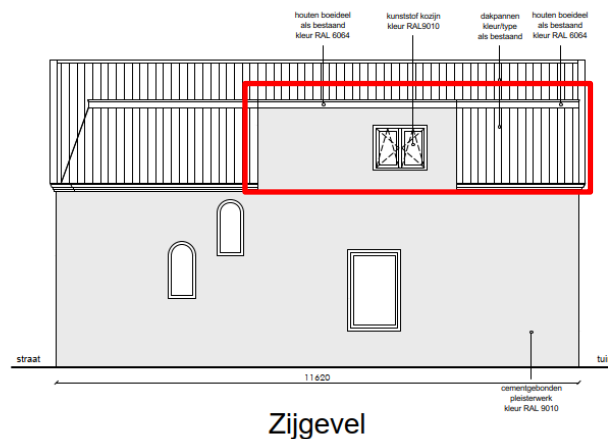 houten boeideel
als bestaand
kleur RAL 6064
kunststof kozijn
kleur RAL9010
dakpannen
kleur/type
als bestaand
houten boeideel
als bestaand
kleur RAL 6064
straat
tui
11620
cementgebonden
pleisterwerk
kleur RAL 9010
Zijgevel